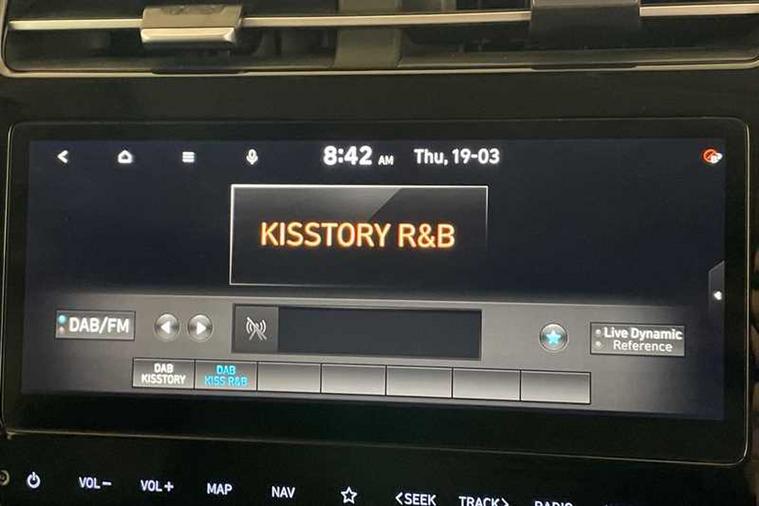 8:42 AM Thu, 19-03
KISSTORY R&B
DAB/FM
Live Dynamic
Reference
DAB
KISSTORY
DAB
KISS R&B
VOL−
VOL+
MAP
NAV
<SEEK
TRACK>
RADIO